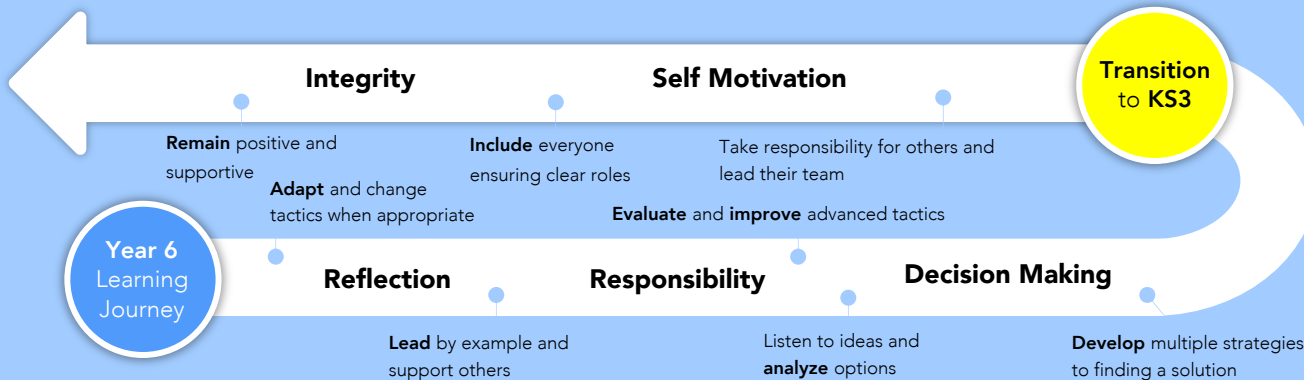 Integrity
Self Motivation
Transition
to KS3
Remain positive and
supportive
Include everyone
ensuring clear roles
Take responsibility for others and
lead their team
Adapt and change
tactics when appropriate
Evaluate and improve advanced tactics
Year 6
Learning
Journey
Reflection
Responsibility
Decision Making
Lead by example and
support others
Listen to ideas and
analyze options
Develop multiple strategies
to finding a solution